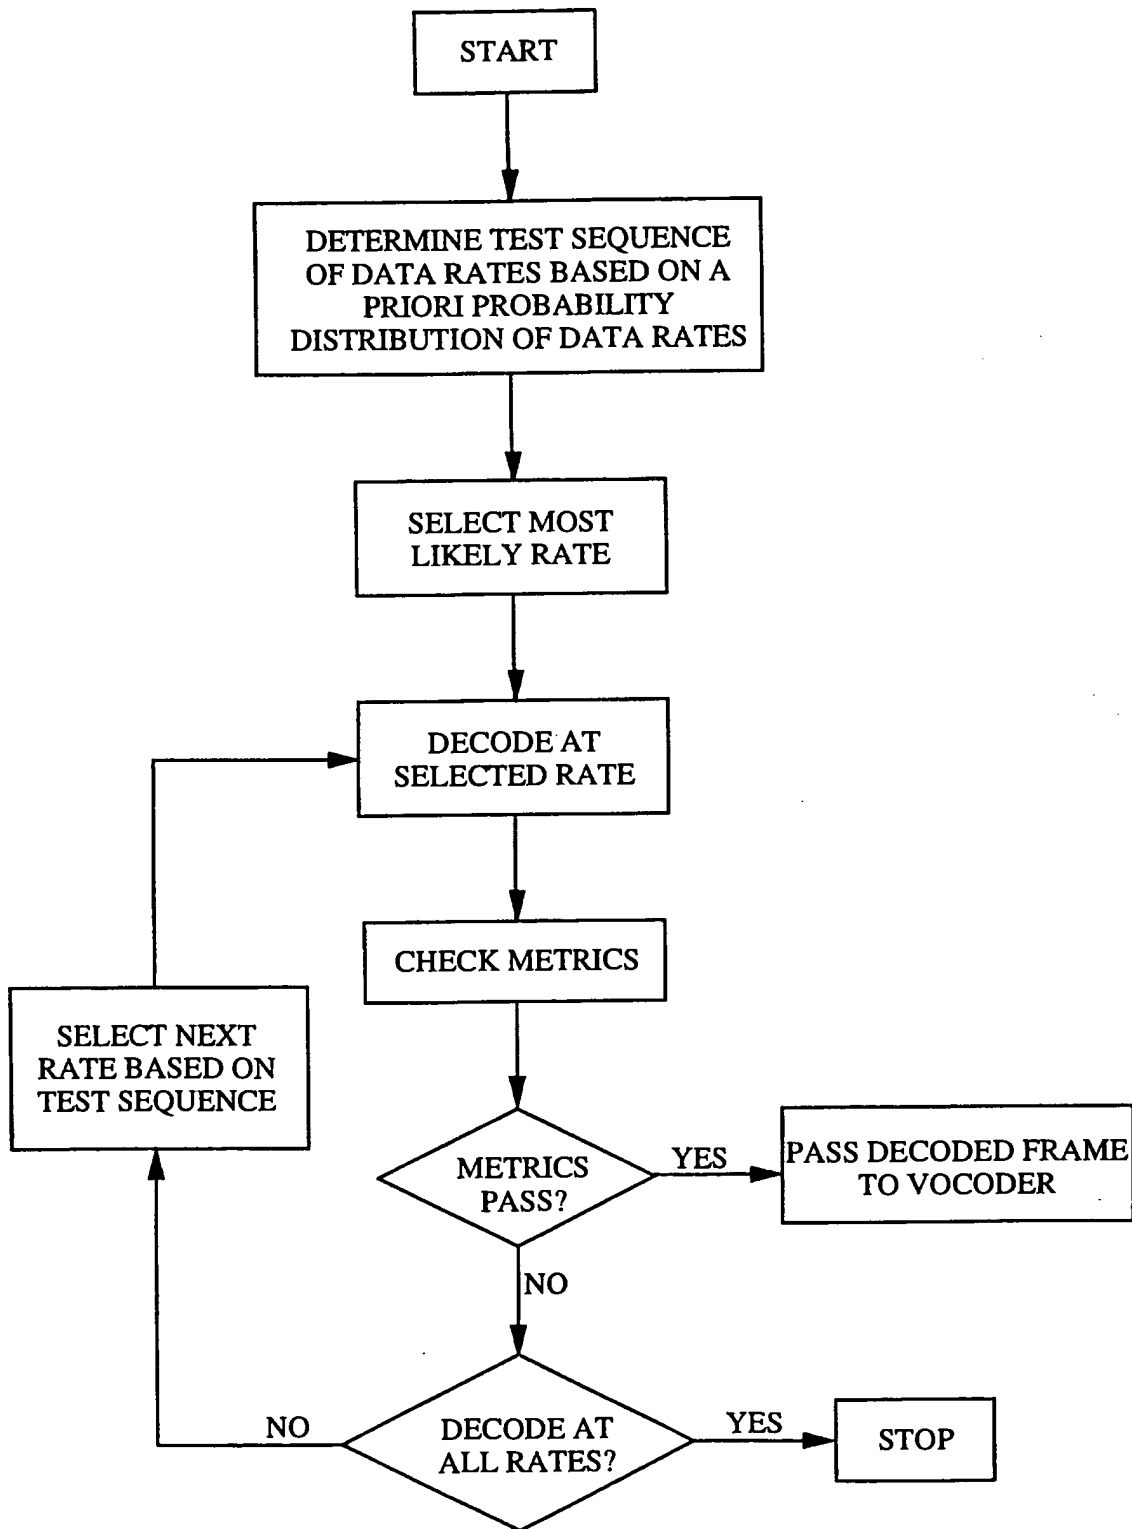 START
DETERMINE TEST SEQUENCE
OF DATA RATES BASED ON A
PRIORI PROBABILITY
DISTRIBUTION OF DATA RATES
SELECT MOST
LIKELY RATE
DECODE AT
SELECTED RATE
CHECK METRICS
SELECT NEXT
RATE BASED ON
TEST SEQUENCE
METRICS
PASS?
YES
PASS DECODED FRAME
TO VOCODER
NO
DECODE AT
ALL RATES?
NO
YES
STOP